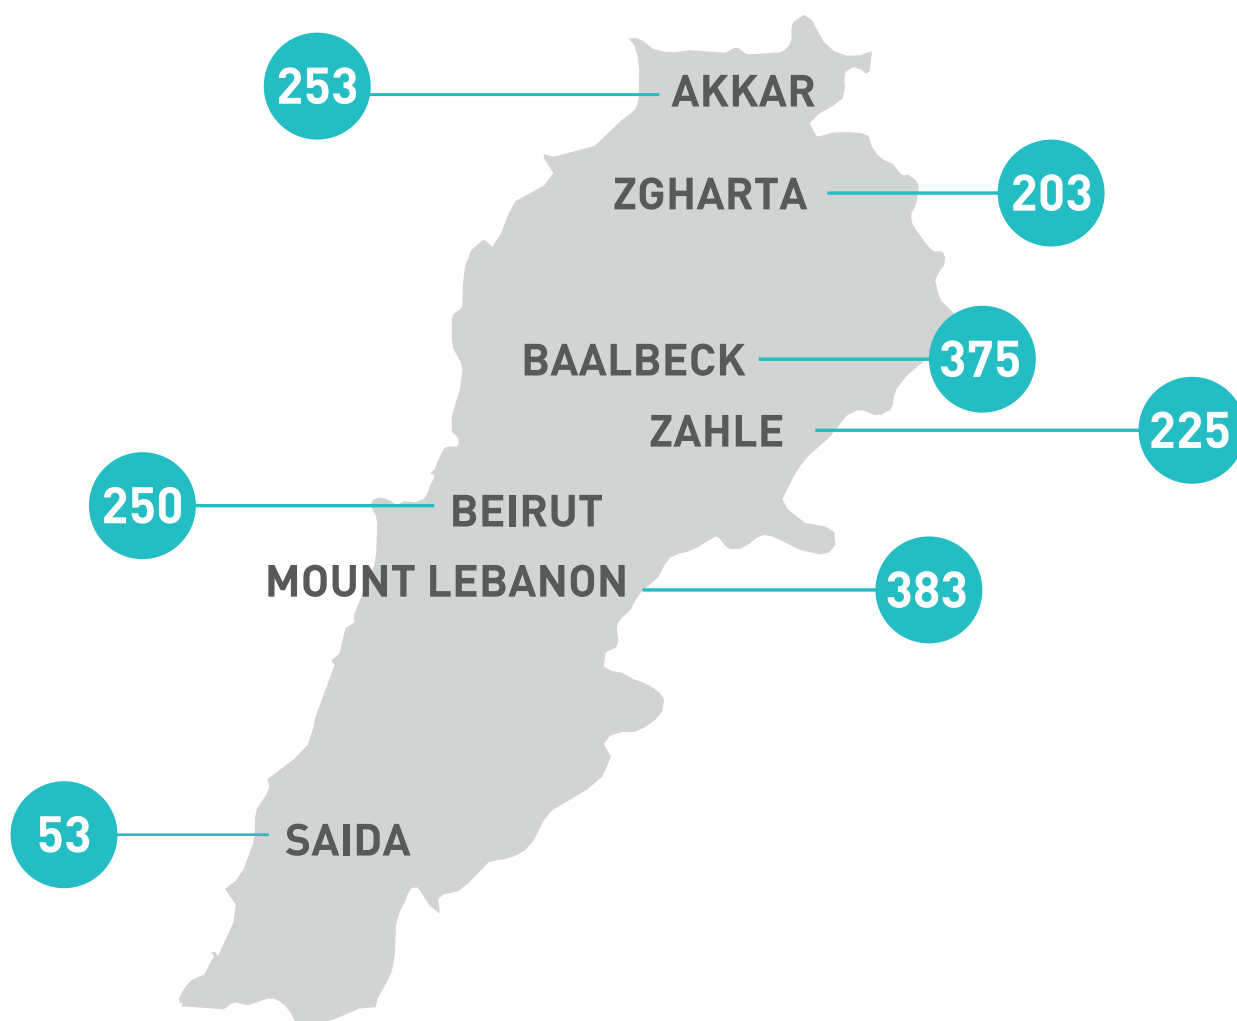 253
AKKAR
ZGHARTA
203
BAALBECK
375
ZAHLE
225
250
BEIRUT
MOUNT LEBANON
383
53
SAIDA